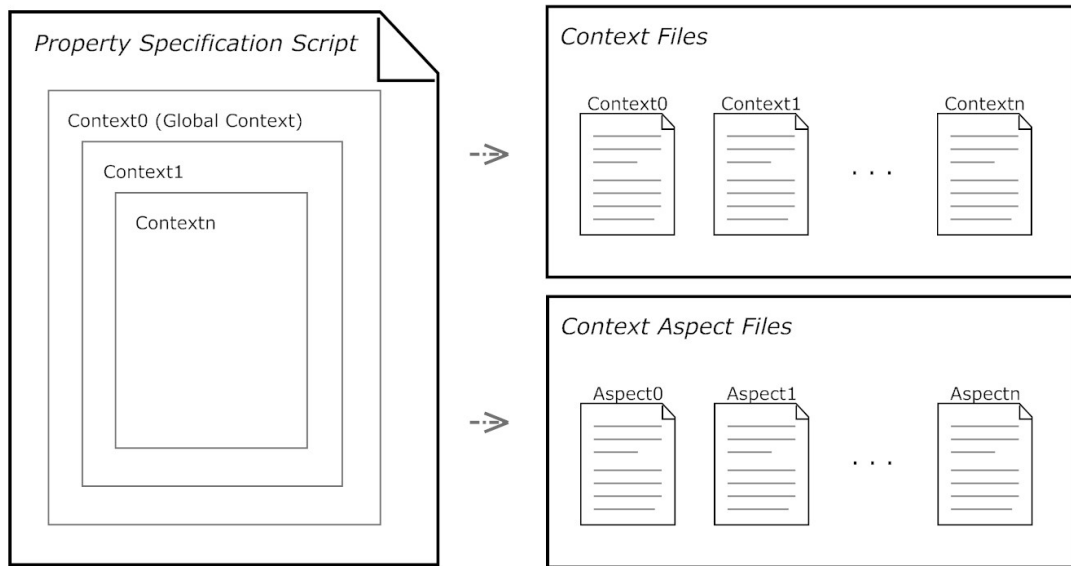 Property Specification Script
Context0 (Global Context)
Context1
Contextn
Context Files
Context0
Context1
Contextn
. . .
Context Aspect Files
Aspect0
Aspect1
Aspectn
. . .